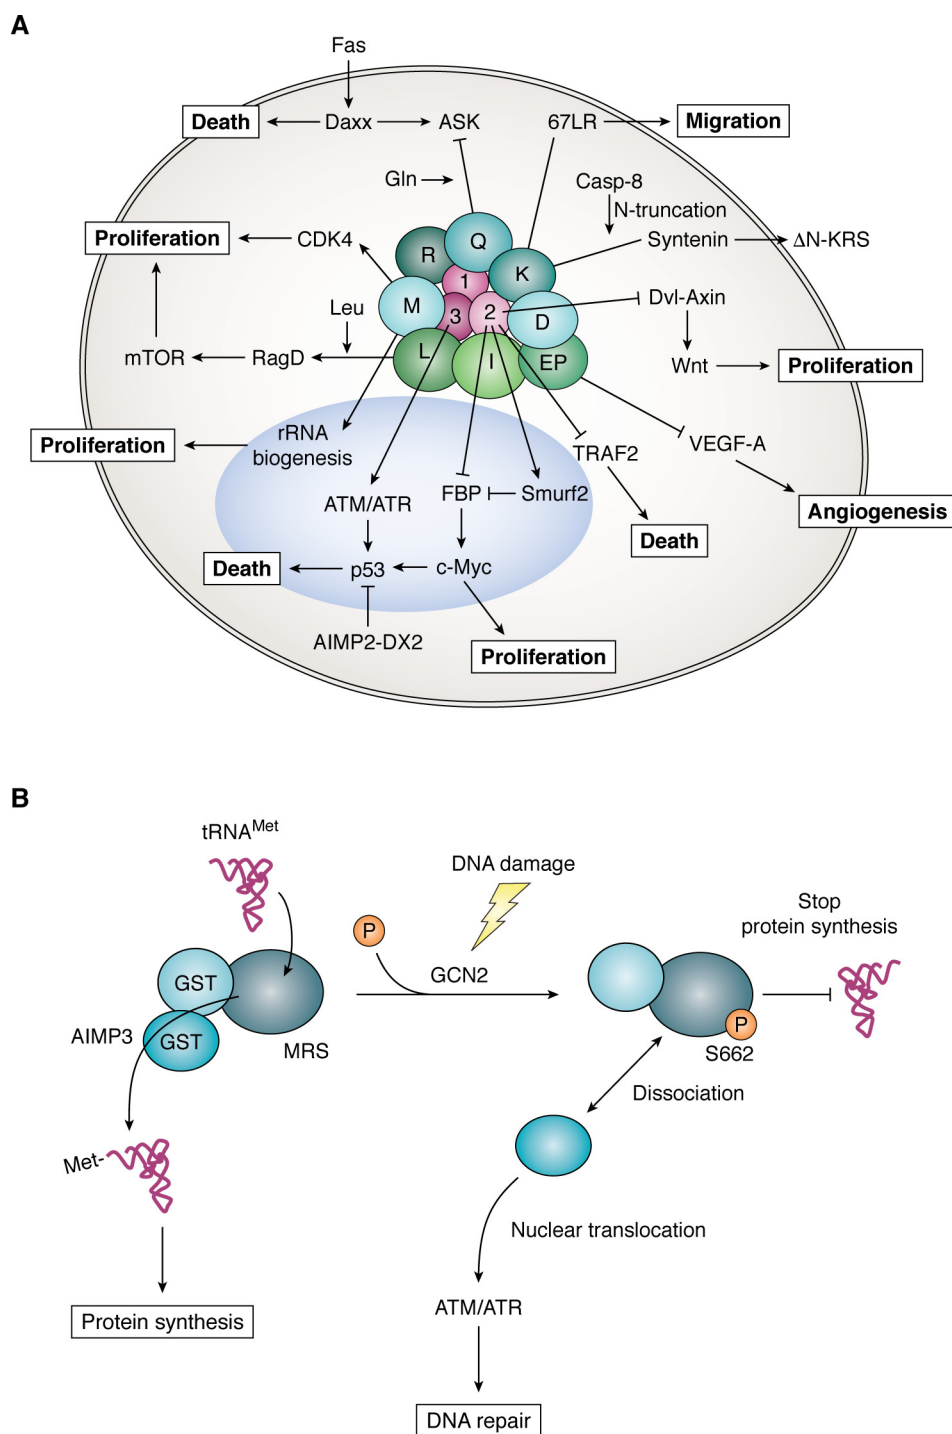 A
Fas
Death
Daxx
ASK
67LR
Migration
Gln
Casp-8
N-truncation
Proliferation
CDK4
R
Q
K
Syntenin
ΔN-KRS
1
M
3
2
D
Dvl-Axin
Leu
mTOR
RagD
L
I
EP
Wnt
Proliferation
Proliferation
rRNA
biogenesis
TRAF2
VEGF-A
ATM/ATR
FBP
Smurf2
Angiogenesis
Death
Death
p53
c-Myc
AIMP2-DX2
Proliferation
B
tRNAMet
DNA damage
P
GCN2
Stop
protein synthesis
GST
GST
AIMP3
MRS
P
S662
Dissociation
Met-
Nuclear translocation
ATM/ATR
Protein synthesis
DNA repair